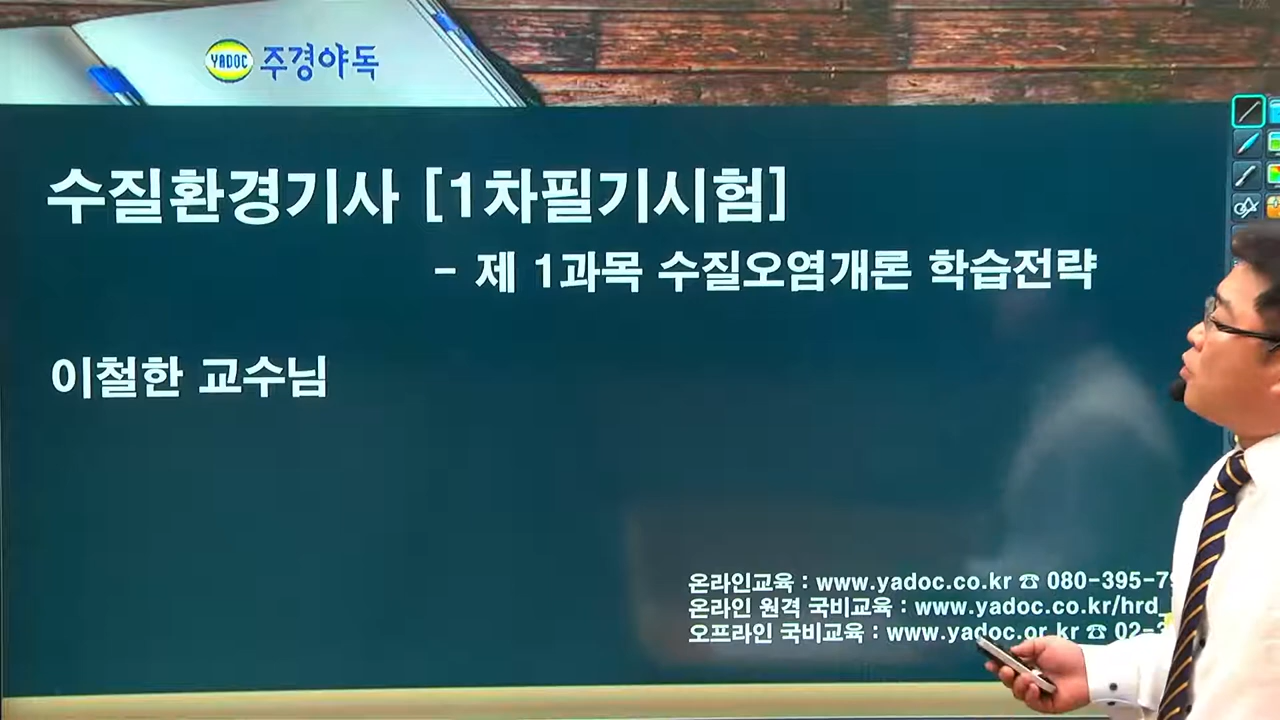 YADOC 주경야독
수질환경기사 [1차필기시험]
- 제 1과목 수질오염개론 학습전략
이철한 교수님
온라인교육 : www.yadoc.co.kr ☎ 080-395-79
온라인 원격 국비교육 : www.yadoc.co.kr/hrd_
오프라인 국비교육 : www.yadoc.or.kr ☎ 02-3